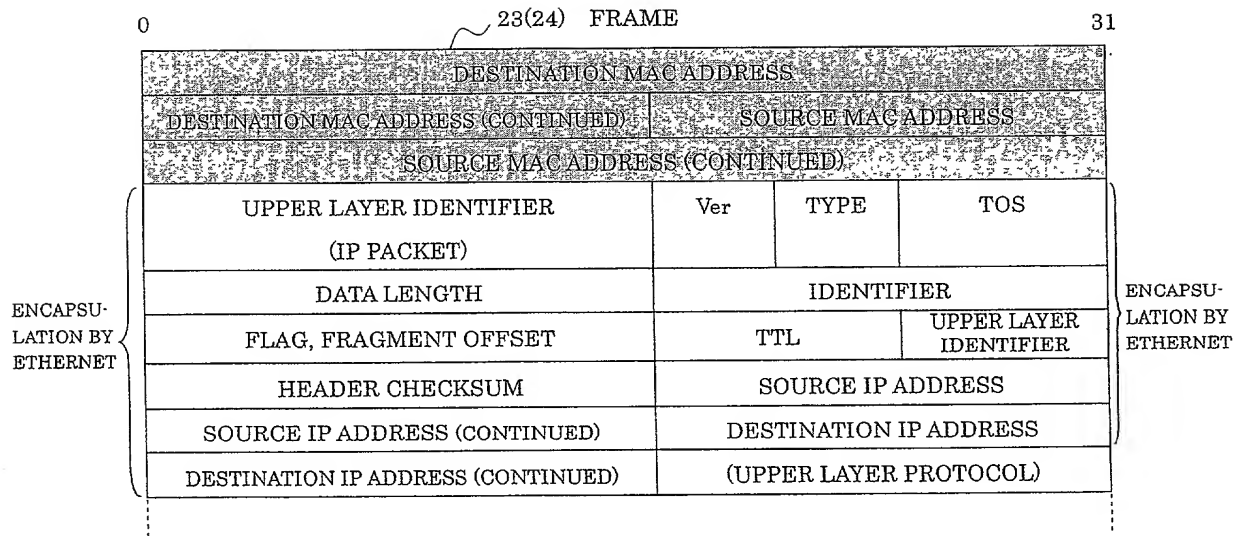 0 23(24) FRAME 31
DESTINATION MAC ADDRESS
DESTINATION MAC ADDRESS (CONTINUED) SOURCE MAC ADDRESS
SOURCE MAC ADDRESS (CONTINUED)
UPPER LAYER IDENTIFIER Ver TYPE TOS
(IP PACKET)
DATA LENGTH IDENTIFIER
FLAG, FRAGMENT OFFSET TTL UPPER LAYER
IDENTIFIER
HEADER CHECKSUM SOURCE IP ADDRESS
SOURCE IP ADDRESS (CONTINUED) DESTINATION IP ADDRESS
DESTINATION IP ADDRESS (CONTINUED) (UPPER LAYER PROTOCOL)
ENCAPSU-
LATION BY
ETHERNET
ENCAPSU-
LATION BY
ETHERNET